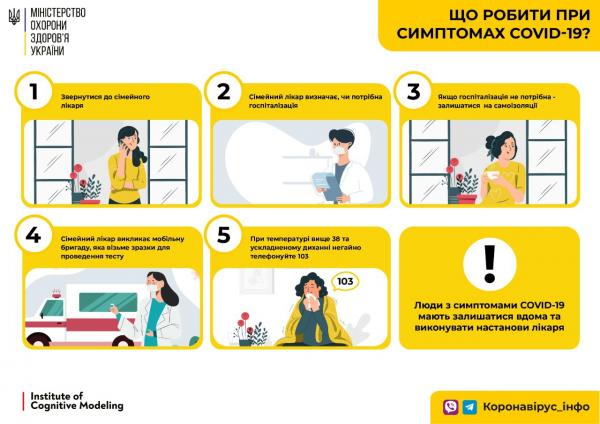 МІНІСТЕРСТВО
ОХОРОНИ
ЗДОРОВ'Я
УКРАЇНИ
ЩО РОБИТИ ПРИ
СИМПТОМАХ COVID-19?
1
Звернутися до сімейного
лікаря
2
Сімейний лікар визначає, чи потрібна
госпіталізація
3
Якщо госпіталізація не потрібна -
залишатися на самоізоляції
4
Сімейний лікар викликає мобільну
бригаду, яка візьме зразки для
проведення тесту
5
При температурі вище 38 та
ускладненому диханні негайно
телефонуйте 103
103
!
Люди з симптомами COVID-19
мають залишатися вдома та
виконувати настанови лікаря
Institute of
Cognitive Modeling
Коронавірус_інфо